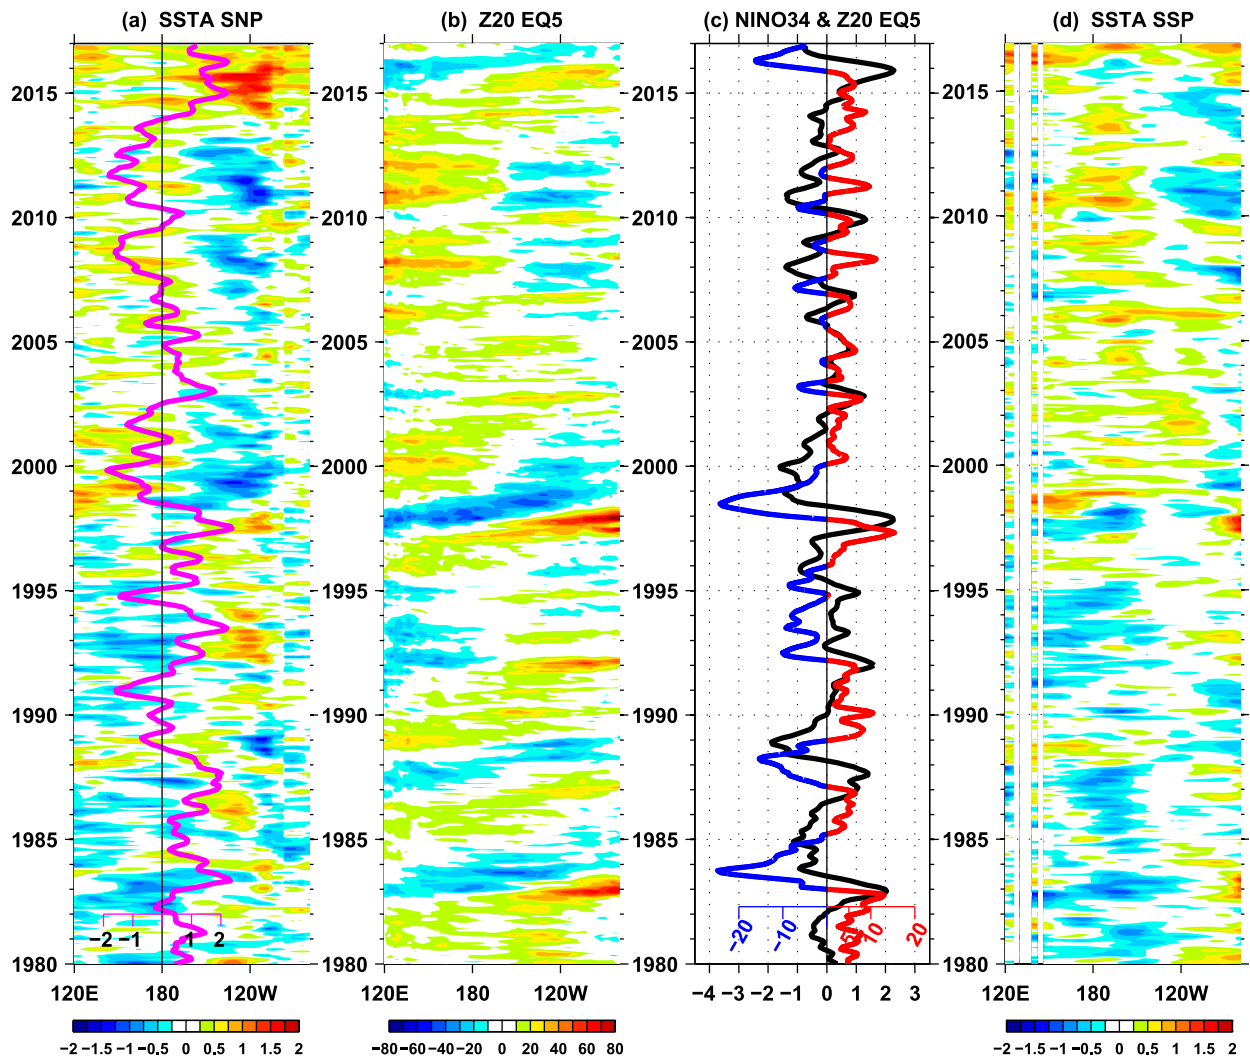 (a) SSTA SNP
(b) Z20 EQ5
(c) NINO34 & Z20 EQ5
(d) SSTA SSP
2015 2015 2015 2015
2010 2010 2010 2010
2005 2005 2005 2005
2000 2000 2000 2000
1995 1995 1995 1995
1990 1990 1990 1990
1985 1985 1985 1985
1980 1980 1980 1980
−2 −1 1 2
−20 −10 10 20
120E 180 120W
120E 180 120W
−4 −3 −2 −1 0 1 2 3
120E 180 120W
−2 −1.5 −1 −0.5 0 0.5 1 1.5 2
−80 −60 −40 −20 0 20 40 60 80
−2 −1.5 −1 −0.5 0 0.5 1 1.5 2